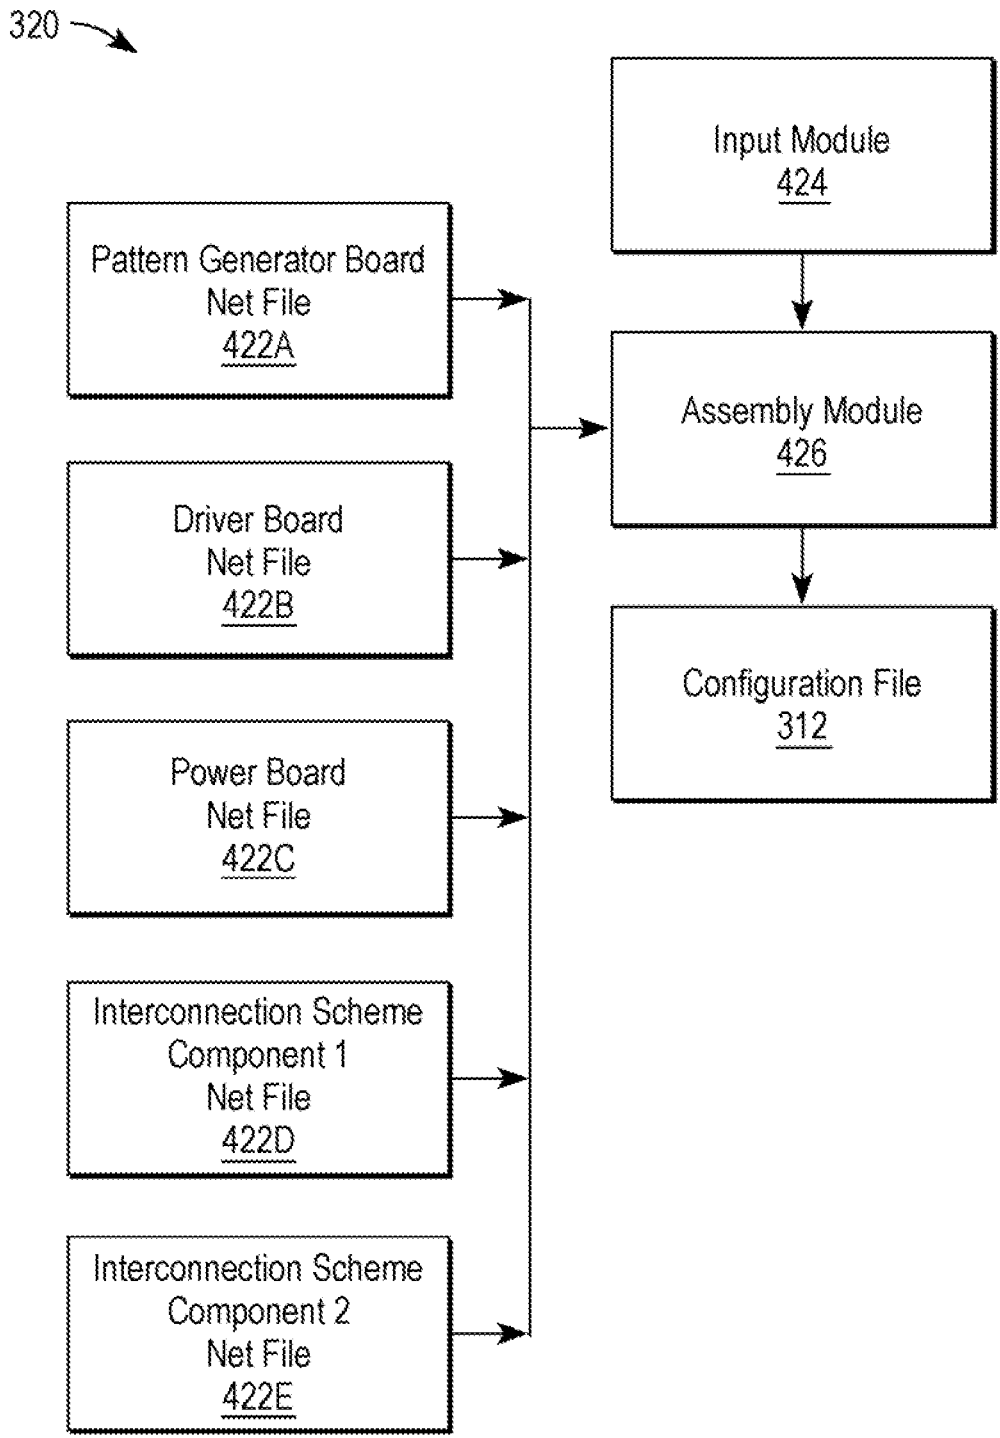 320
Input Module
424
Pattern Generator Board
Net File
422A
Assembly Module
426
Driver Board
Net File
422B
Configuration File
312
Power Board
Net File
422C
Interconnection Scheme
Component 1
Net File
422D
Interconnection Scheme
Component 2
Net File
422E